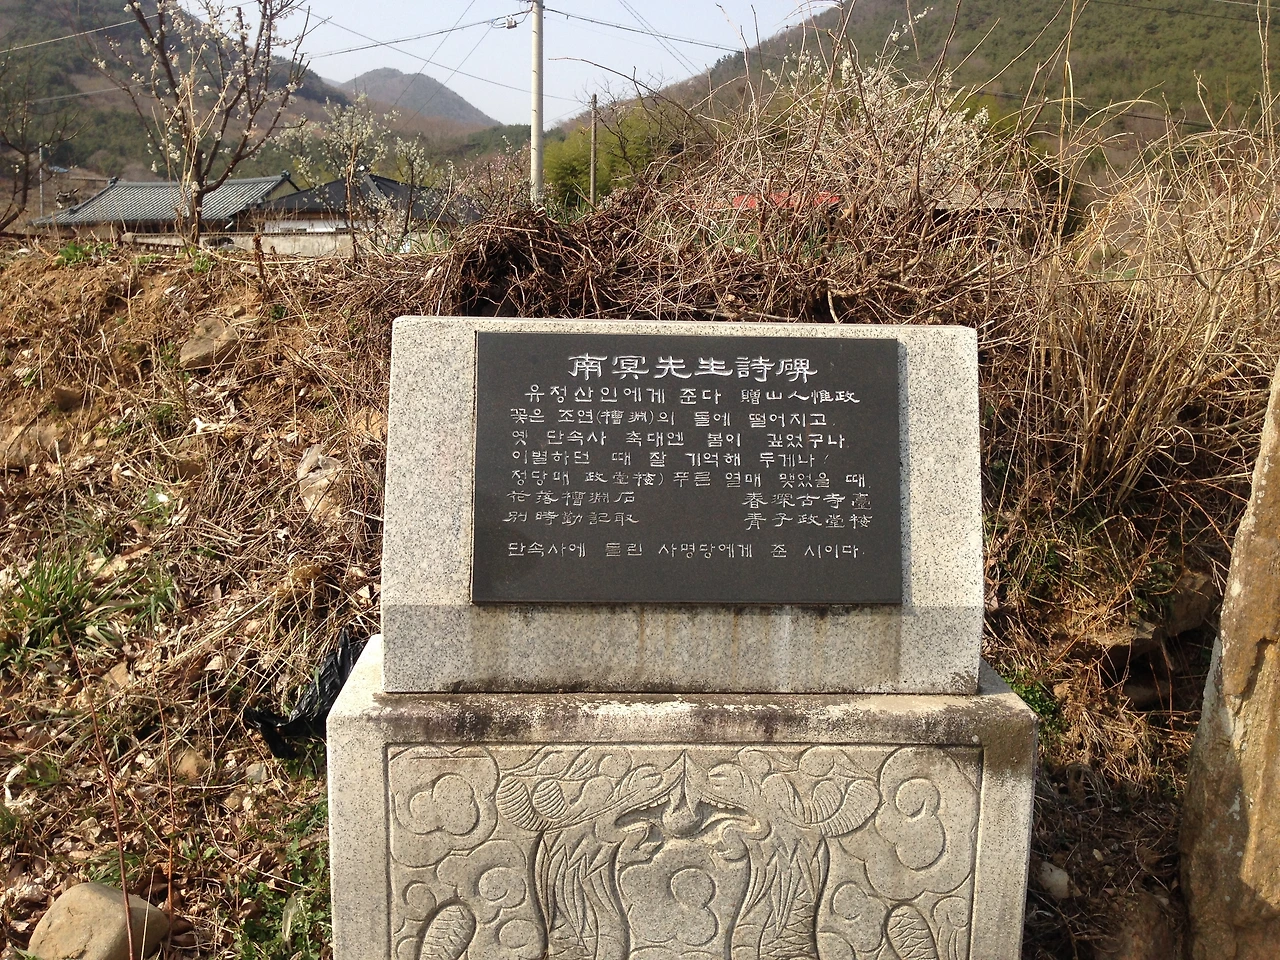 南冥先生詩碑
유정산인에게 준다 贈山人惟政
꽃은 조연(槽淵)의 돌에 떨어지고
옛 단속사 축대엔 봄이 깊었구나
이별하던 때 잘 기억해 두게나!
정당매 政堂梅) 푸른 열매 맺었을 때
花落槽淵石 春深古寺臺
別時勤記取 靑子政堂梅
단속사에 들린 사명당에게 준 시이다.